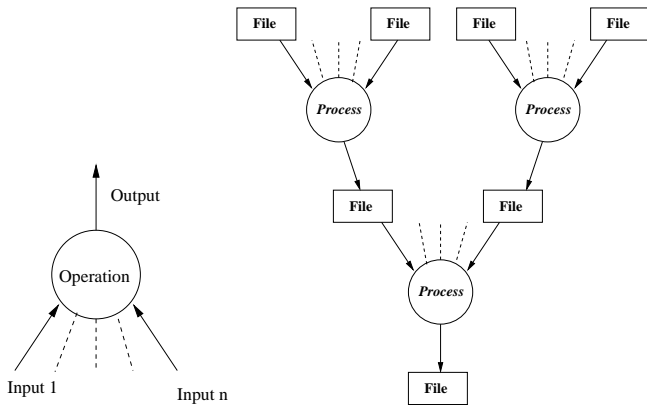 Output
Operation
Input 1
Input n
File File File File
Process Process
File File
Process
File